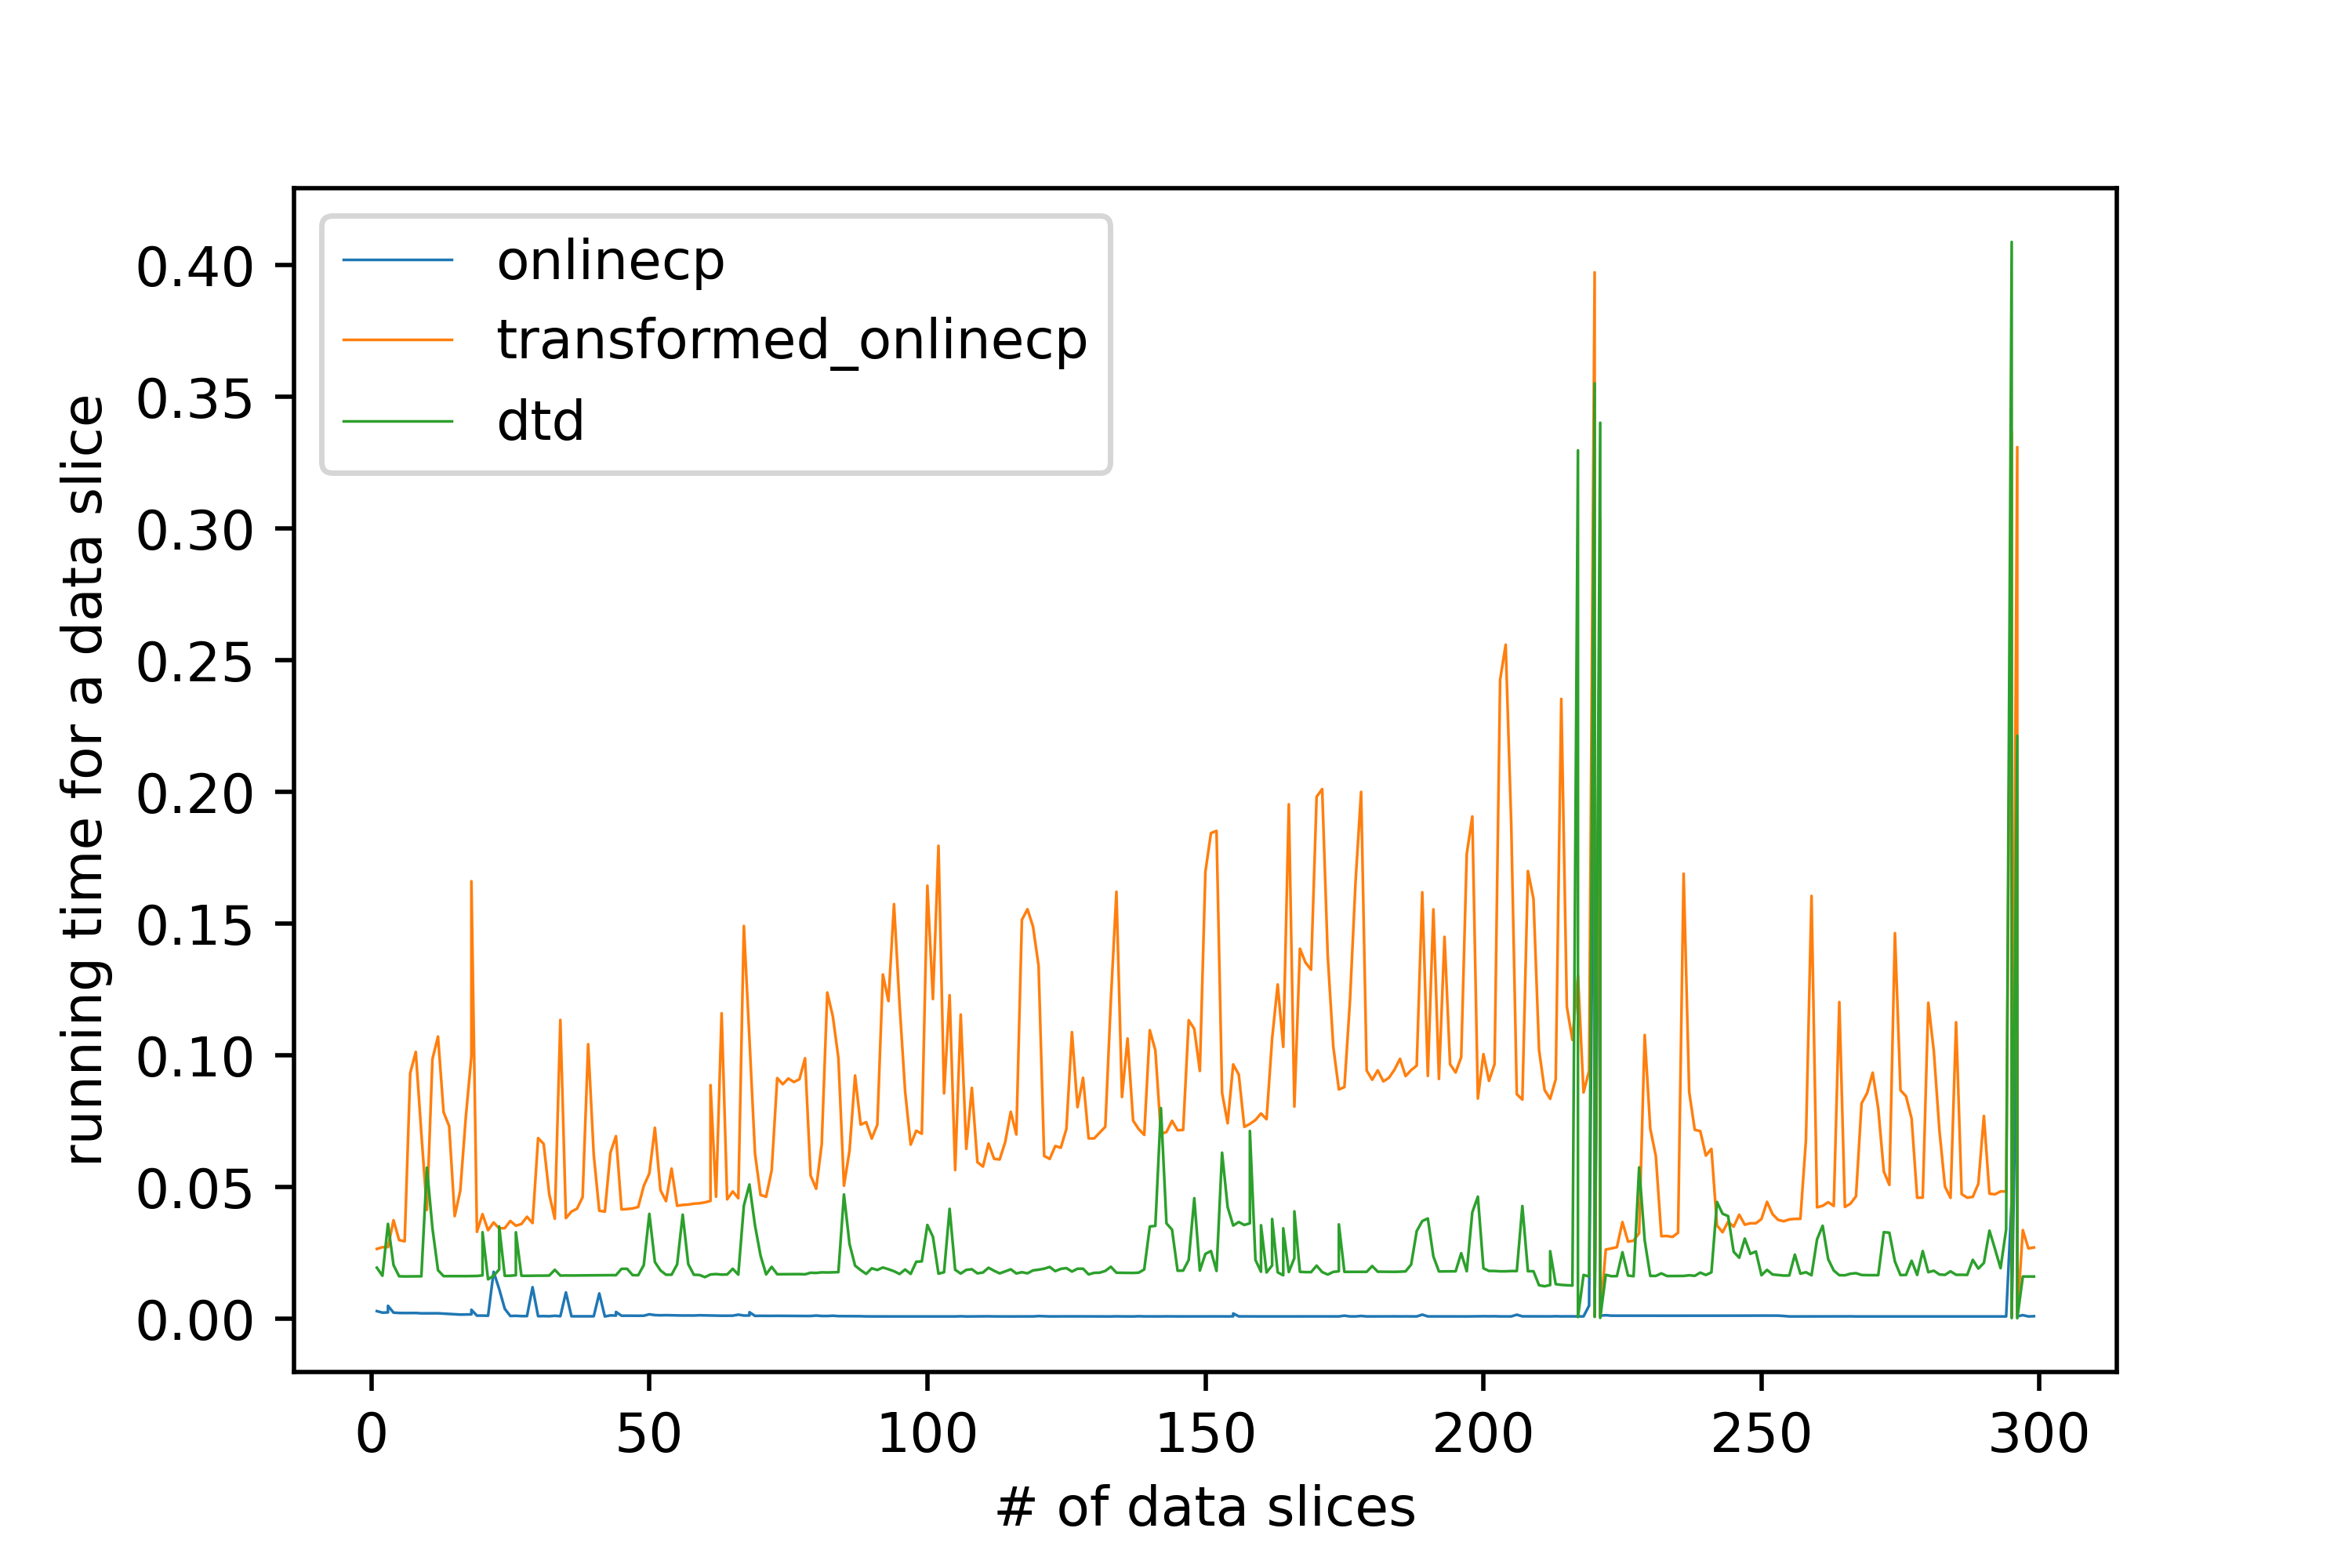 onlinecp
transformed_onlinecp
dtd
0.40
0.35
0.30
0.25
0.20
0.15
0.10
0.05
0.00
running time for a data slice
0 50 100 150 200 250 300
# of data slices